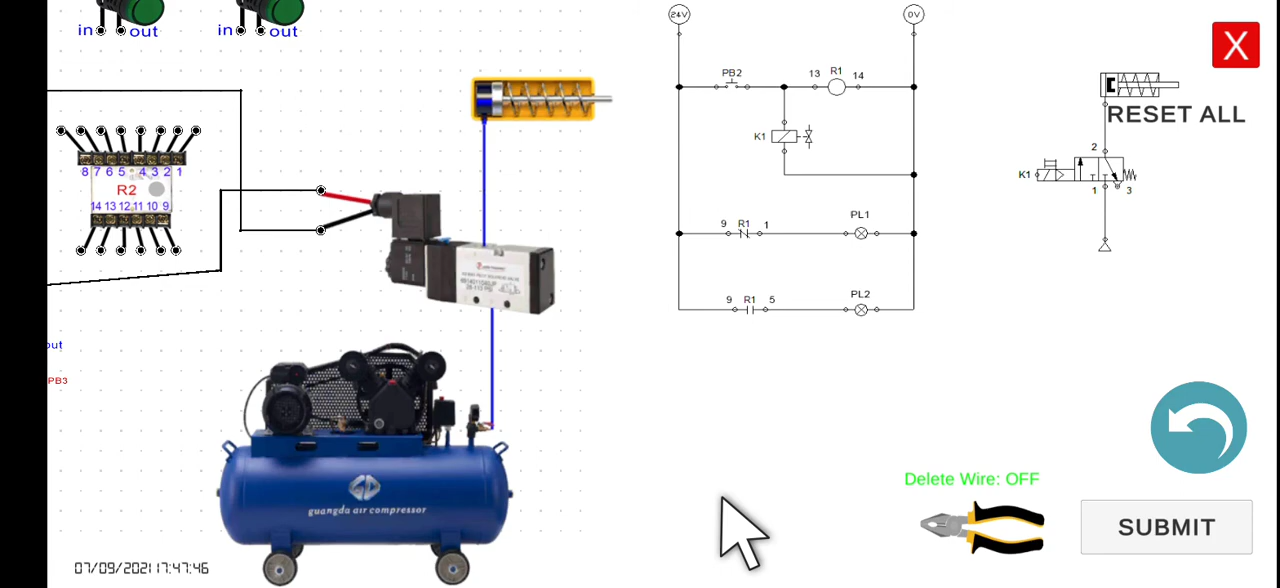 in
out
in
out
8 7 6 5 4 3 2 1
R2
14 13 12 11 10 9
out
PB3
guangda air compressor
07/09/2021 17:47:46
24V
0V
PB2
13 R1 14
K1
9 R1 1
PL1
9 R1 5
PL2
X
RESET ALL
2
K1
1 3
Delete Wire: OFF
SUBMIT